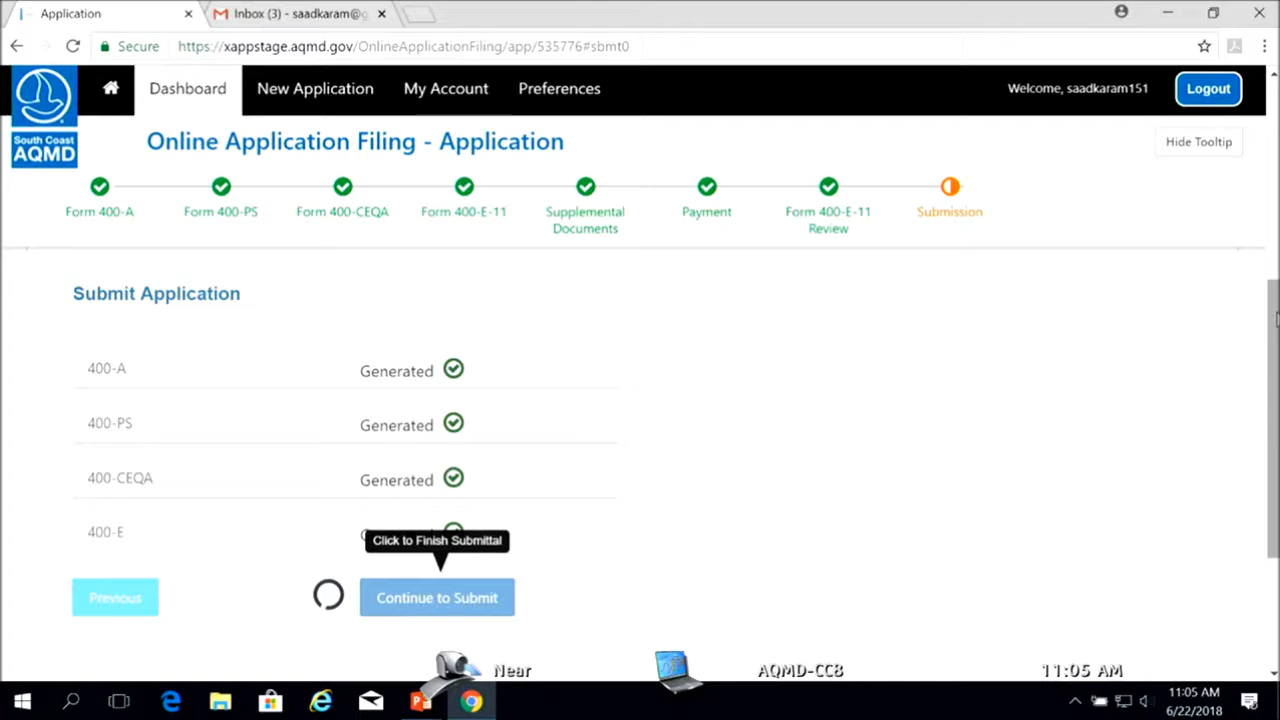 Application
Inbox (3) - saadkaram@g
Secure
https://xappstage.aqmd.gov/OnlineApplicationFiling/app/535776#sbmt0
South Coast
AQMD
Dashboard
New Application
My Account
Preferences
Welcome, saadkaram151
Logout
Online Application Filing - Application
Hide Tooltip
Form 400-A
Form 400-PS
Form 400-CEQA
Form 400-E-11
Supplemental
Documents
Payment
Form 400-E-11
Review
Submission
Submit Application
400-A
Generated
400-PS
Generated
400-CEQA
Generated
400-E
Click to Finish Submittal
Previous
Continue to Submit
Near
AQMD-CC8
11:05 AM
11:05 AM
6/22/2018